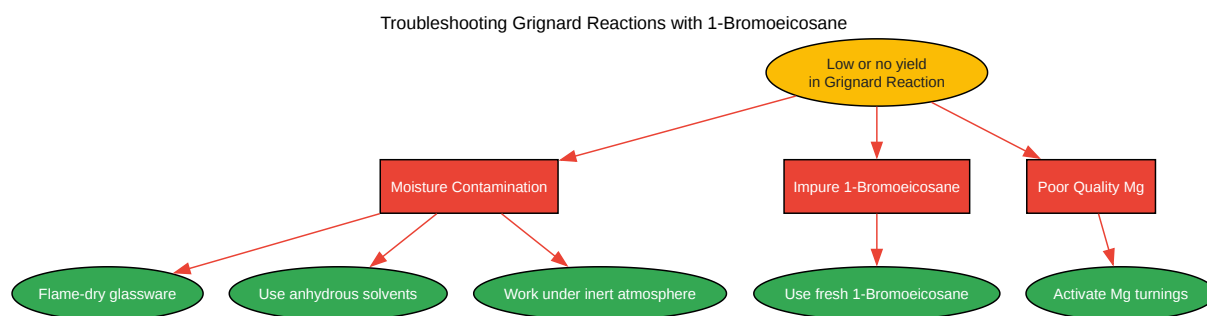 Troubleshooting Grignard Reactions with 1-Bromoeicosane
Low or no yield
in Grignard Reaction
Moisture Contamination
Impure 1-Bromoeicosane
Poor Quality Mg
Flame-dry glassware
Use anhydrous solvents
Work under inert atmosphere
Use fresh 1-Bromoeicosane
Activate Mg turnings